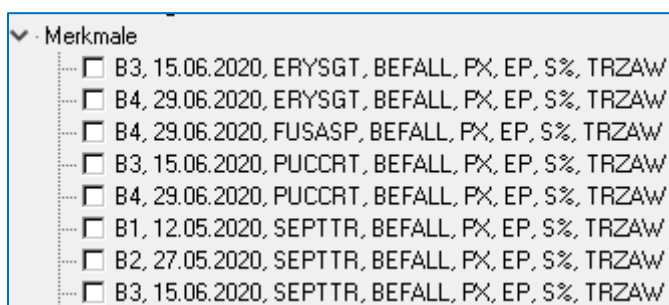 Merkmale
B3, 15.06.2020, ERYSGT, BEFALL, PX, EP, S%, TRZAW
B4, 29.06.2020, ERYSGT, BEFALL, PX, EP, S%, TRZAW
B4, 29.06.2020, FUSASP, BEFALL, PX, EP, S%, TRZAW
B3, 15.06.2020, PUCCRT, BEFALL, PX, EP, S%, TRZAW
B4, 29.06.2020, PUCCRT, BEFALL, PX, EP, S%, TRZAW
B1, 12.05.2020, SEPTTR, BEFALL, PX, EP, S%, TRZAW
B2, 27.05.2020, SEPTTR, BEFALL, PX, EP, S%, TRZAW
B3, 15.06.2020, SEPTTR, BEFALL, PX, EP, S%, TRZAW